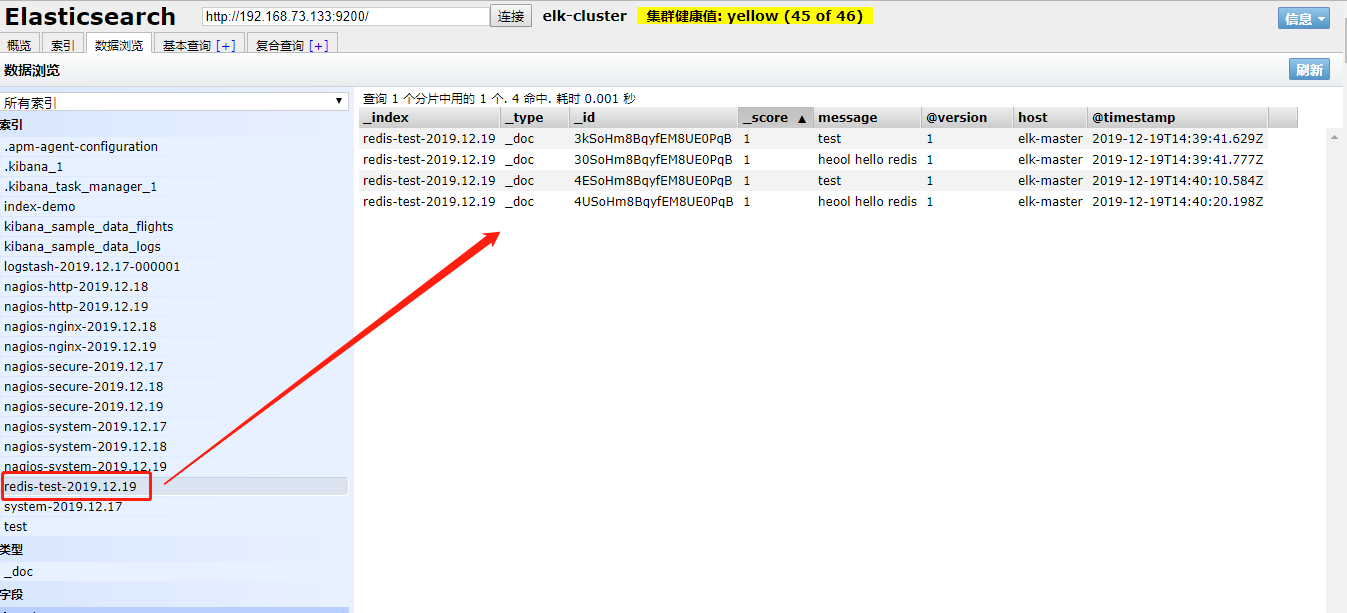 Elasticsearch http://192.168.73.133:9200/ 连接 elk-cluster 集群健康值: yellow (45 of 46) 信息
概览 索引 数据浏览 基本查询 [+] 复合查询 [+]
数据浏览 刷新
所有索引
索引
.apm-agent-configuration
.kibana_1
.kibana_task_manager_1
index-demo
kibana_sample_data_flights
kibana_sample_data_logs
logstash-2019.12.17-000001
nagios-http-2019.12.18
nagios-http-2019.12.19
nagios-nginx-2019.12.18
nagios-nginx-2019.12.19
nagios-secure-2019.12.17
nagios-secure-2019.12.18
nagios-secure-2019.12.19
nagios-system-2019.12.17
nagios-system-2019.12.18
nagios-system-2019.12.19
redis-test-2019.12.19
system-2019.12.17
test
类型
_doc
字段
查询 1 个分片中用的 1 个. 4 命中. 耗时 0.001 秒
_index _type _id _score ▲ message @version host @timestamp
redis-test-2019.12.19 _doc 3kSoHm8BqyfEM8UE0PqB 1 test 1 elk-master 2019-12-19T14:39:41.629Z
redis-test-2019.12.19 _doc 30SoHm8BqyfEM8UE0PqB 1 heool hello redis 1 elk-master 2019-12-19T14:39:41.777Z
redis-test-2019.12.19 _doc 4ESoHm8BqyfEM8UE0PqB 1 test 1 elk-master 2019-12-19T14:40:10.584Z
redis-test-2019.12.19 _doc 4USoHm8BqyfEM8UE0PqB 1 heool hello redis 1 elk-master 2019-12-19T14:40:20.198Z